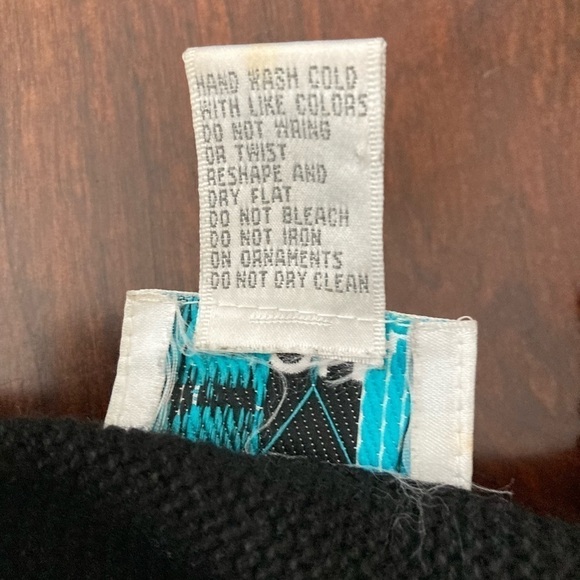 HAND WASH COLD
WITH LIKE COLORS
DO NOT WRING
OR TWIST
RESHAPE AND
DRY FLAT
DO NOT BLEACH
DO NOT IRON
ON ORNAMENTS
DO NOT DRY CLEAN